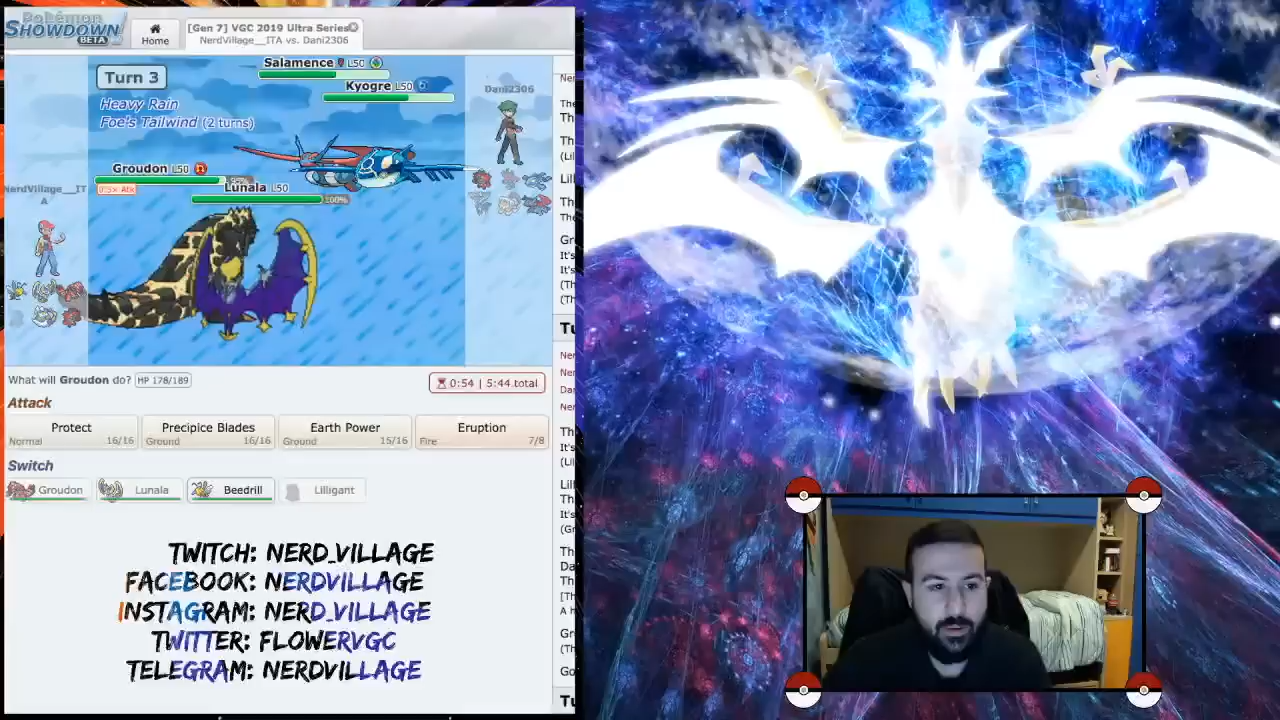 Pokémon
SHOWDOWN
BETA
Home
[Gen 7] VGC 2019 Ultra Series
NerdVillage__ITA vs. Dani2306
Turn 3
Heavy Rain
Foe's Tailwind (2 turns)
Salamence L50
Kyogre L50
Dani2306
Groudon L50
0.5× Atk
Lunala L50
100%
NerdVillage__IT
A
What will Groudon do? HP 178/189
0:54 | 5:44 total
Attack
Protect
Normal 16/16
Precipice Blades
Ground 16/16
Earth Power
Ground 15/16
Eruption
Fire 7/8
Switch
Groudon
Lunala
Beedrill
Lilligant
TWITCH: NERD_VILLAGE
FACEBOOK: NERDVILLAGE
INSTAGRAM: NERD_VILLAGE
TWITTER: FLOWERVGC
TELEGRAM: NERDVILLAGE